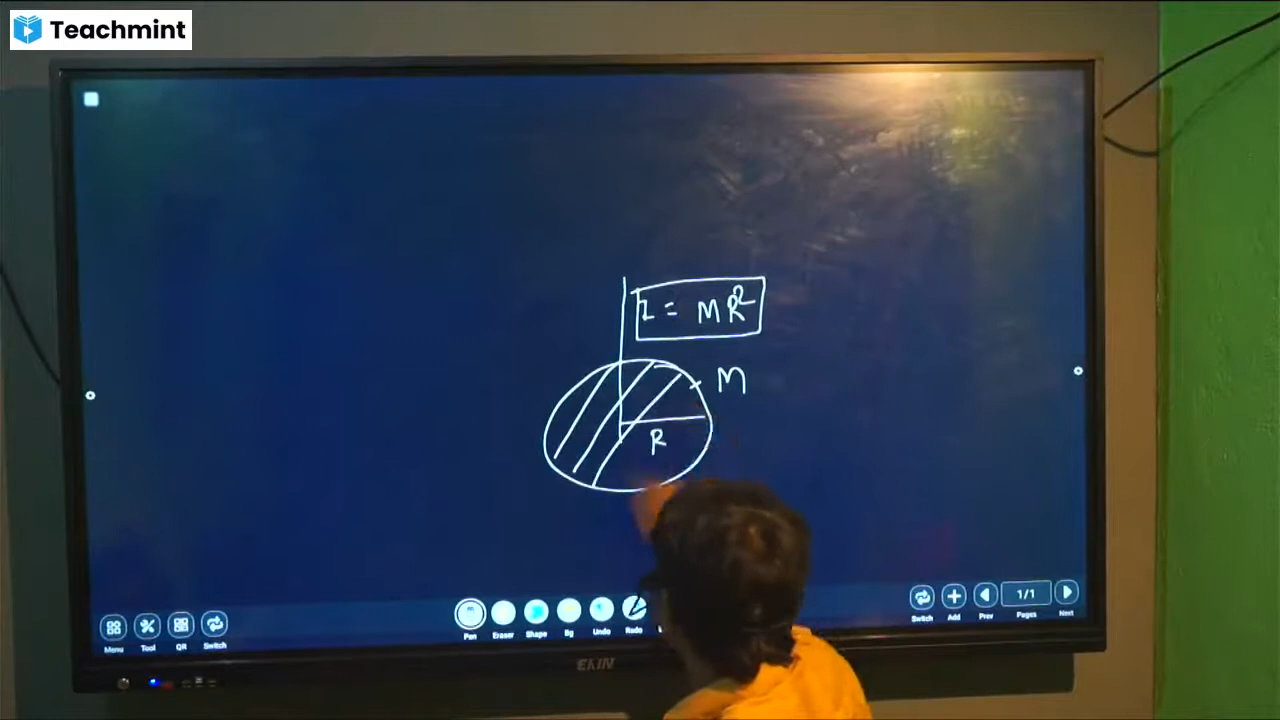 Teachmint
I = MR²
M
R
Menu Tool QR Switch
Pen Eraser Shape Bg Undo Redo
Switch Add Prev 1/1 Pages Next
EKIN